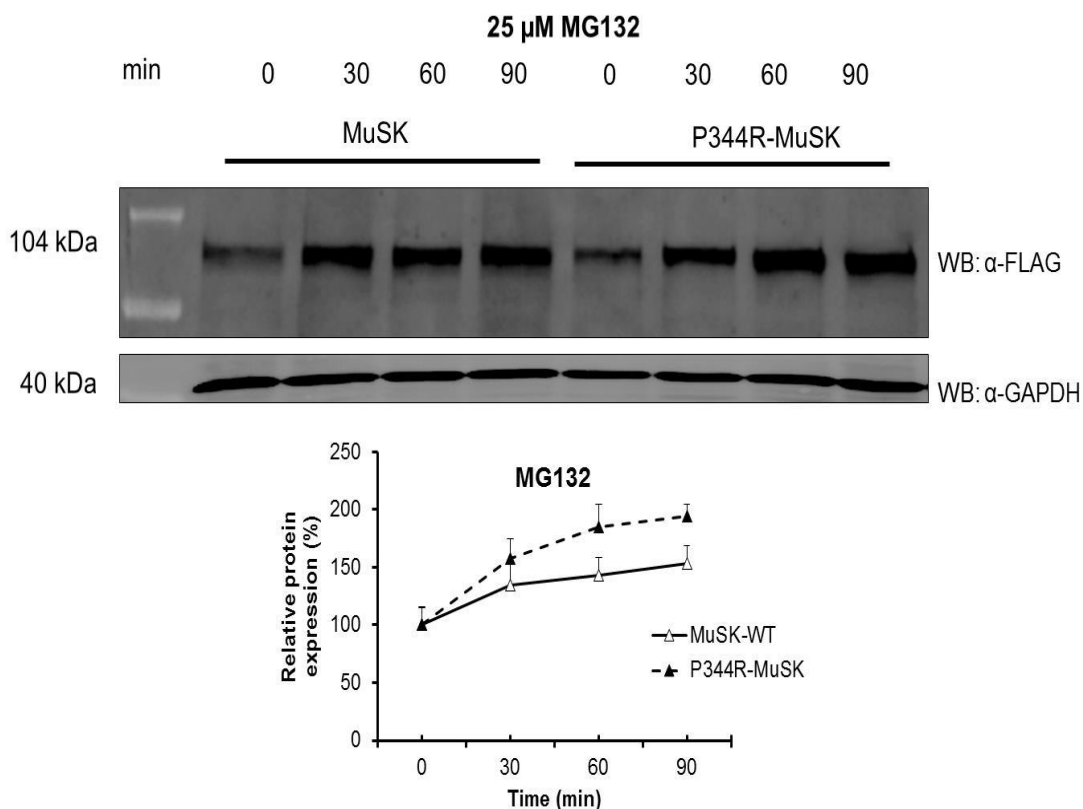 25 µM MG132
min 0 30 60 90 0 30 60 90
MuSK P344R-MuSK
104 kDa
WB: α-FLAG
40 kDa
WB: α-GAPDH
MG132
Relative protein
expression (%)
250
200
150
100
50
0
MuSK-WT
P344R-MuSK
0 30 60 90
Time (min)